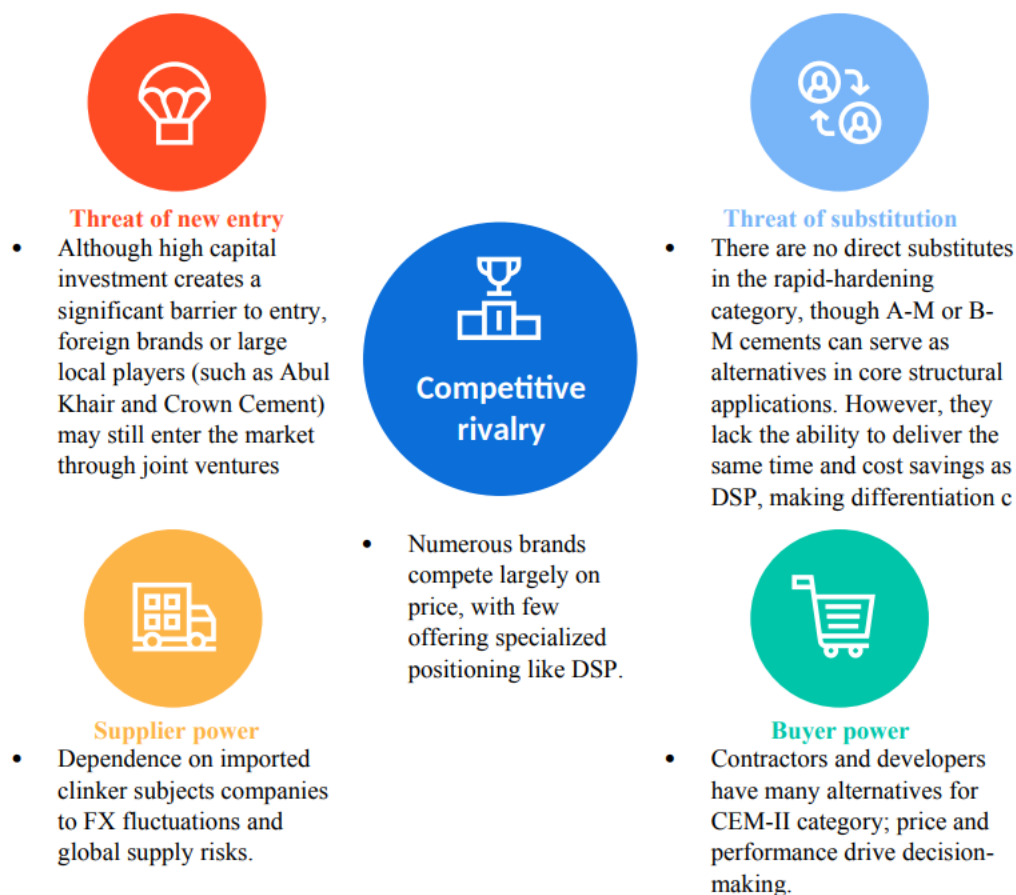 Threat of new entry
• Although high capital
investment creates a
significant barrier to entry,
foreign brands or large
local players (such as Abul
Khair and Crown Cement)
may still enter the market
through joint ventures
Threat of substitution
• There are no direct substitutes
in the rapid-hardening
category, though A-M or B-
M cements can serve as
alternatives in core structural
applications. However, they
lack the ability to deliver the
same time and cost savings as
DSP, making differentiation c
Competitive
rivalry
• Numerous brands
compete largely on
price, with few
offering specialized
positioning like DSP.
Supplier power
• Dependence on imported
clinker subjects companies
to FX fluctuations and
global supply risks.
Buyer power
• Contractors and developers
have many alternatives for
CEM-II category; price and
performance drive decision-
making.